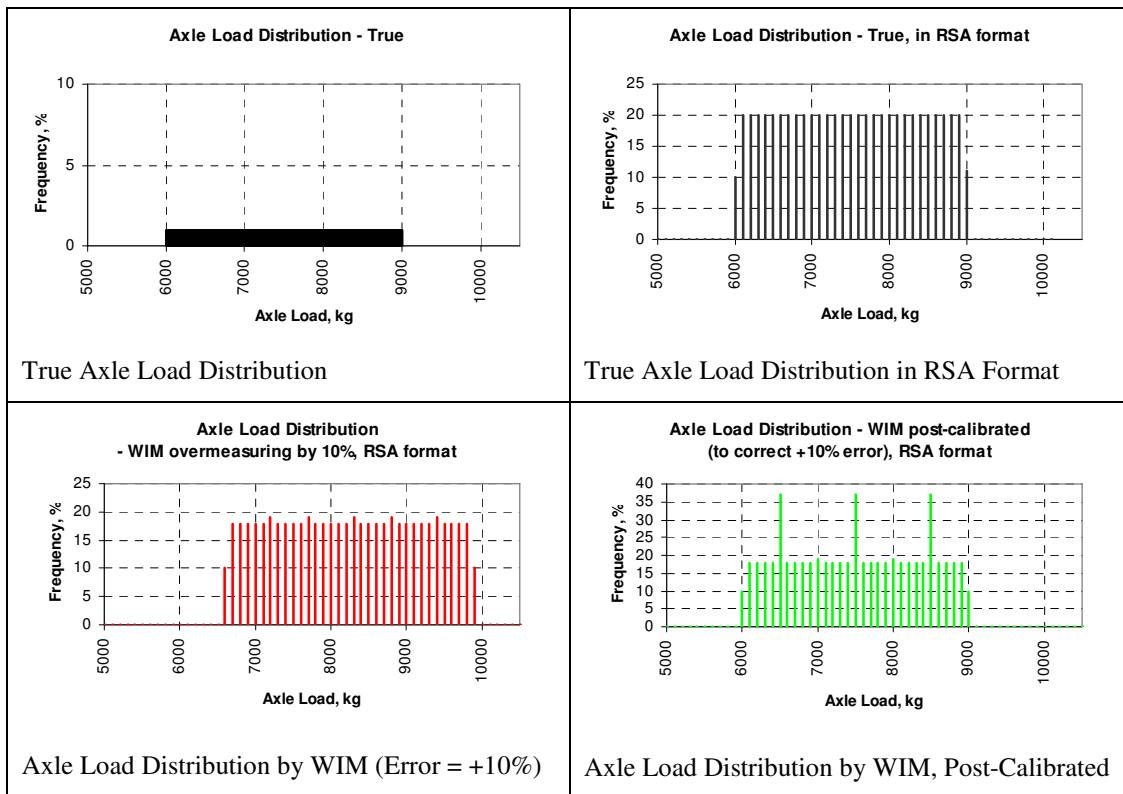 Axle Load Distribution - True
10
5
0
Frequency, %
5000
6000
7000
8000
9000
10000
Axle Load, kg
True Axle Load Distribution
Axle Load Distribution - True, in RSA format
25
20
15
10
5
0
Frequency, %
5000
6000
7000
8000
9000
10000
Axle Load, kg
True Axle Load Distribution in RSA Format
Axle Load Distribution
- WIM overmeasuring by 10%, RSA format
25
20
15
10
5
0
Frequency, %
5000
6000
7000
8000
9000
10000
Axle Load, kg
Axle Load Distribution by WIM (Error = +10%)
Axle Load Distribution - WIM post-calibrated
(to correct +10% error), RSA format
40
35
30
25
20
15
10
5
0
Frequency, %
5000
6000
7000
8000
9000
10000
Axle Load, kg
Axle Load Distribution by WIM, Post-Calibrated